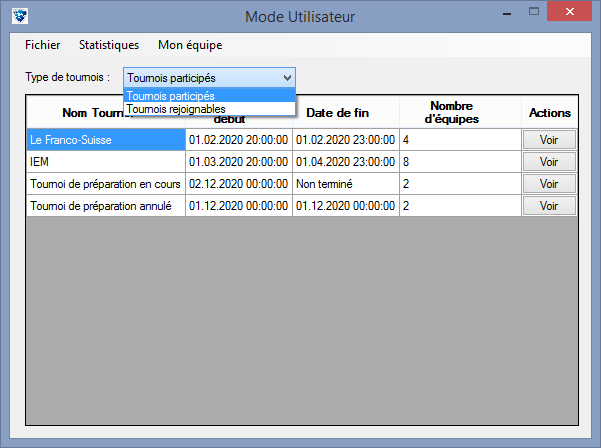 Mode Utilisateur
Fichier Statistiques Mon équipe
Type de tournois : Tournois participés
Tournois participés
Tournois rejoignables
Nom Date de fin Nombre d'équipes Actions
Le Franco-Suisse 01.02.2020 20:00:00 01.02.2020 23:00:00 4 Voir
IEM 01.03.2020 20:00:00 01.04.2020 23:00:00 8 Voir
Tournoi de préparation en cours 02.12.2020 00:00:00 Non terminé 2 Voir
Tournoi de préparation annulé 01.12.2020 00:00:00 01.12.2020 00:00:00 2 Voir